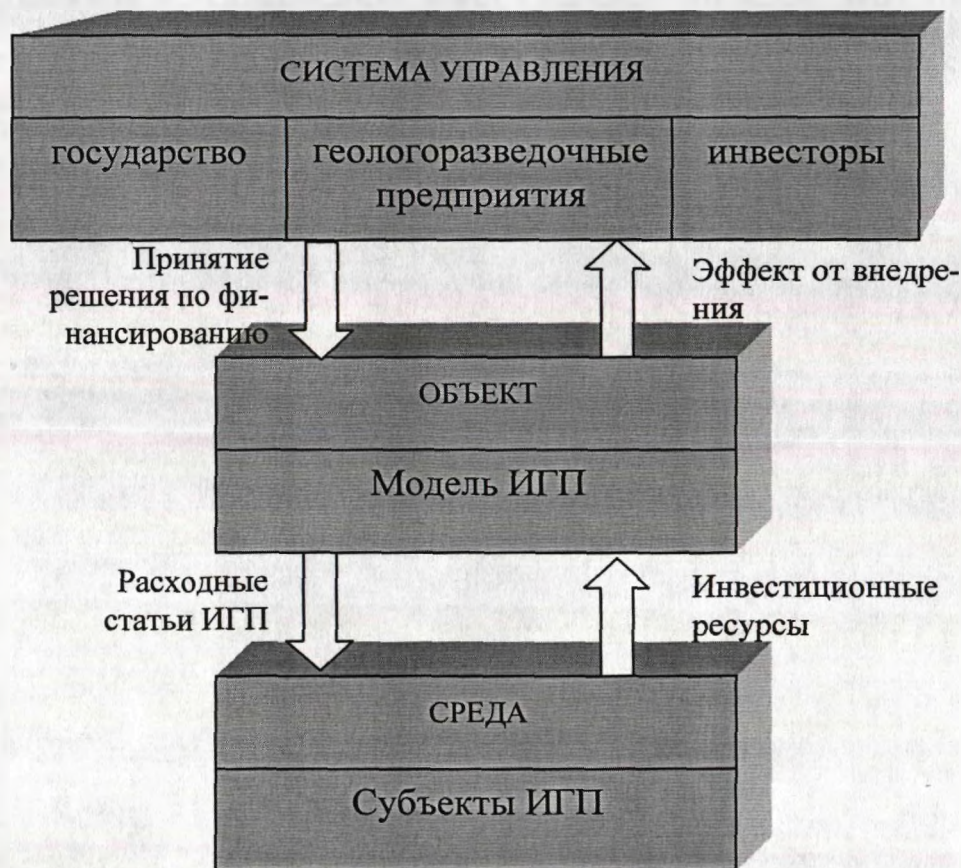 СИСТЕМА УПРАВЛЕНИЯ
государство
геологоразведочные
предприятия
инвесторы
Принятие
решения по фи-
нансированию
Эффект от внедре-
ния
ОБЪЕКТ
Модель ИГП
Расходные
статьи ИГП
Инвестиционные
ресурсы
СРЕДА
Субъекты ИГП